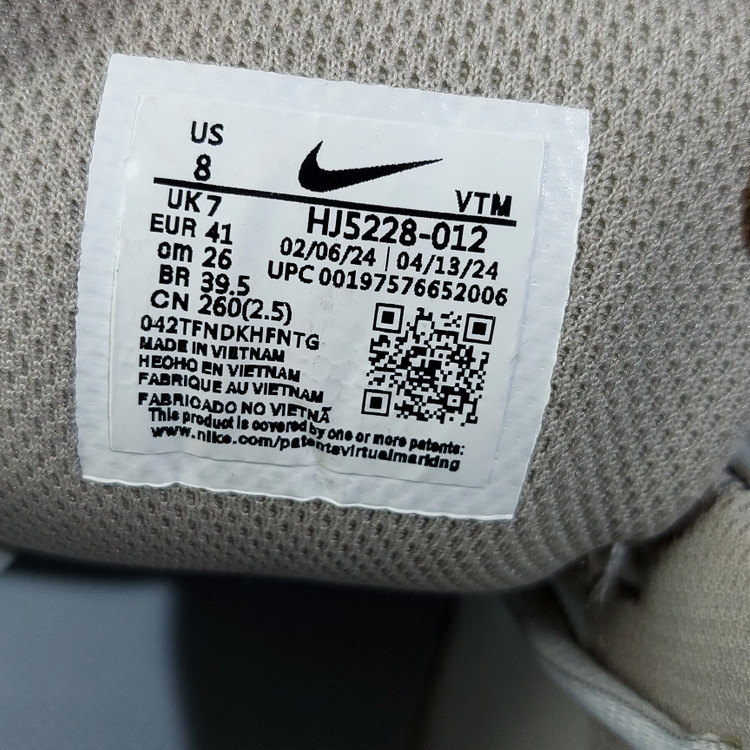 US
8
VTM
UK 7
HJ5228-012
EUR 41
02/06/24 | 04/13/24
cm 26
UPC 00197576652006
BR 39.5
CN 260(2.5)
042TFNDKHFNTG
MADE IN VIETNAM
HECHO EN VIETNAM
FABRIQUE AU VIETNAM
FABRICADO NO VIETNÃ
This product is covered by one or more patents:
www.nike.com/patentsvirtualmarking